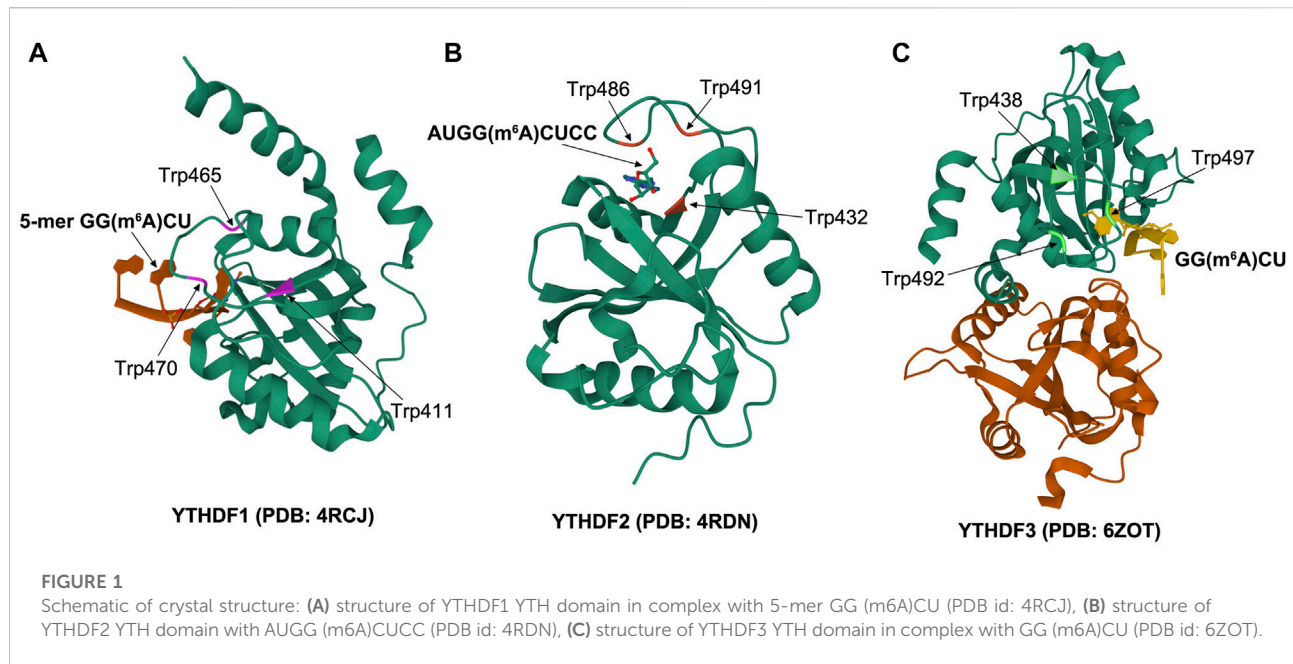 A
B
C
Trp465
5-mer GG(m⁶A)CU
Trp470
Trp411
YTHDF1 (PDB: 4RCJ)
Trp486
Trp491
AUGG(m⁶A)CUCC
Trp432
YTHDF2 (PDB: 4RDN)
Trp438
Trp497
Trp492
GG(m⁶A)CU
YTHDF3 (PDB: 6ZOT)
FIGURE 1
Schematic of crystal structure: (A) structure of YTHDF1 YTH domain in complex with 5-mer GG (m6A)CU (PDB id: 4RCJ), (B) structure of
YTHDF2 YTH domain with AUGG (m6A)CUCC (PDB id: 4RDN), (C) structure of YTHDF3 YTH domain in complex with GG (m6A)CU (PDB id: 6ZOT).